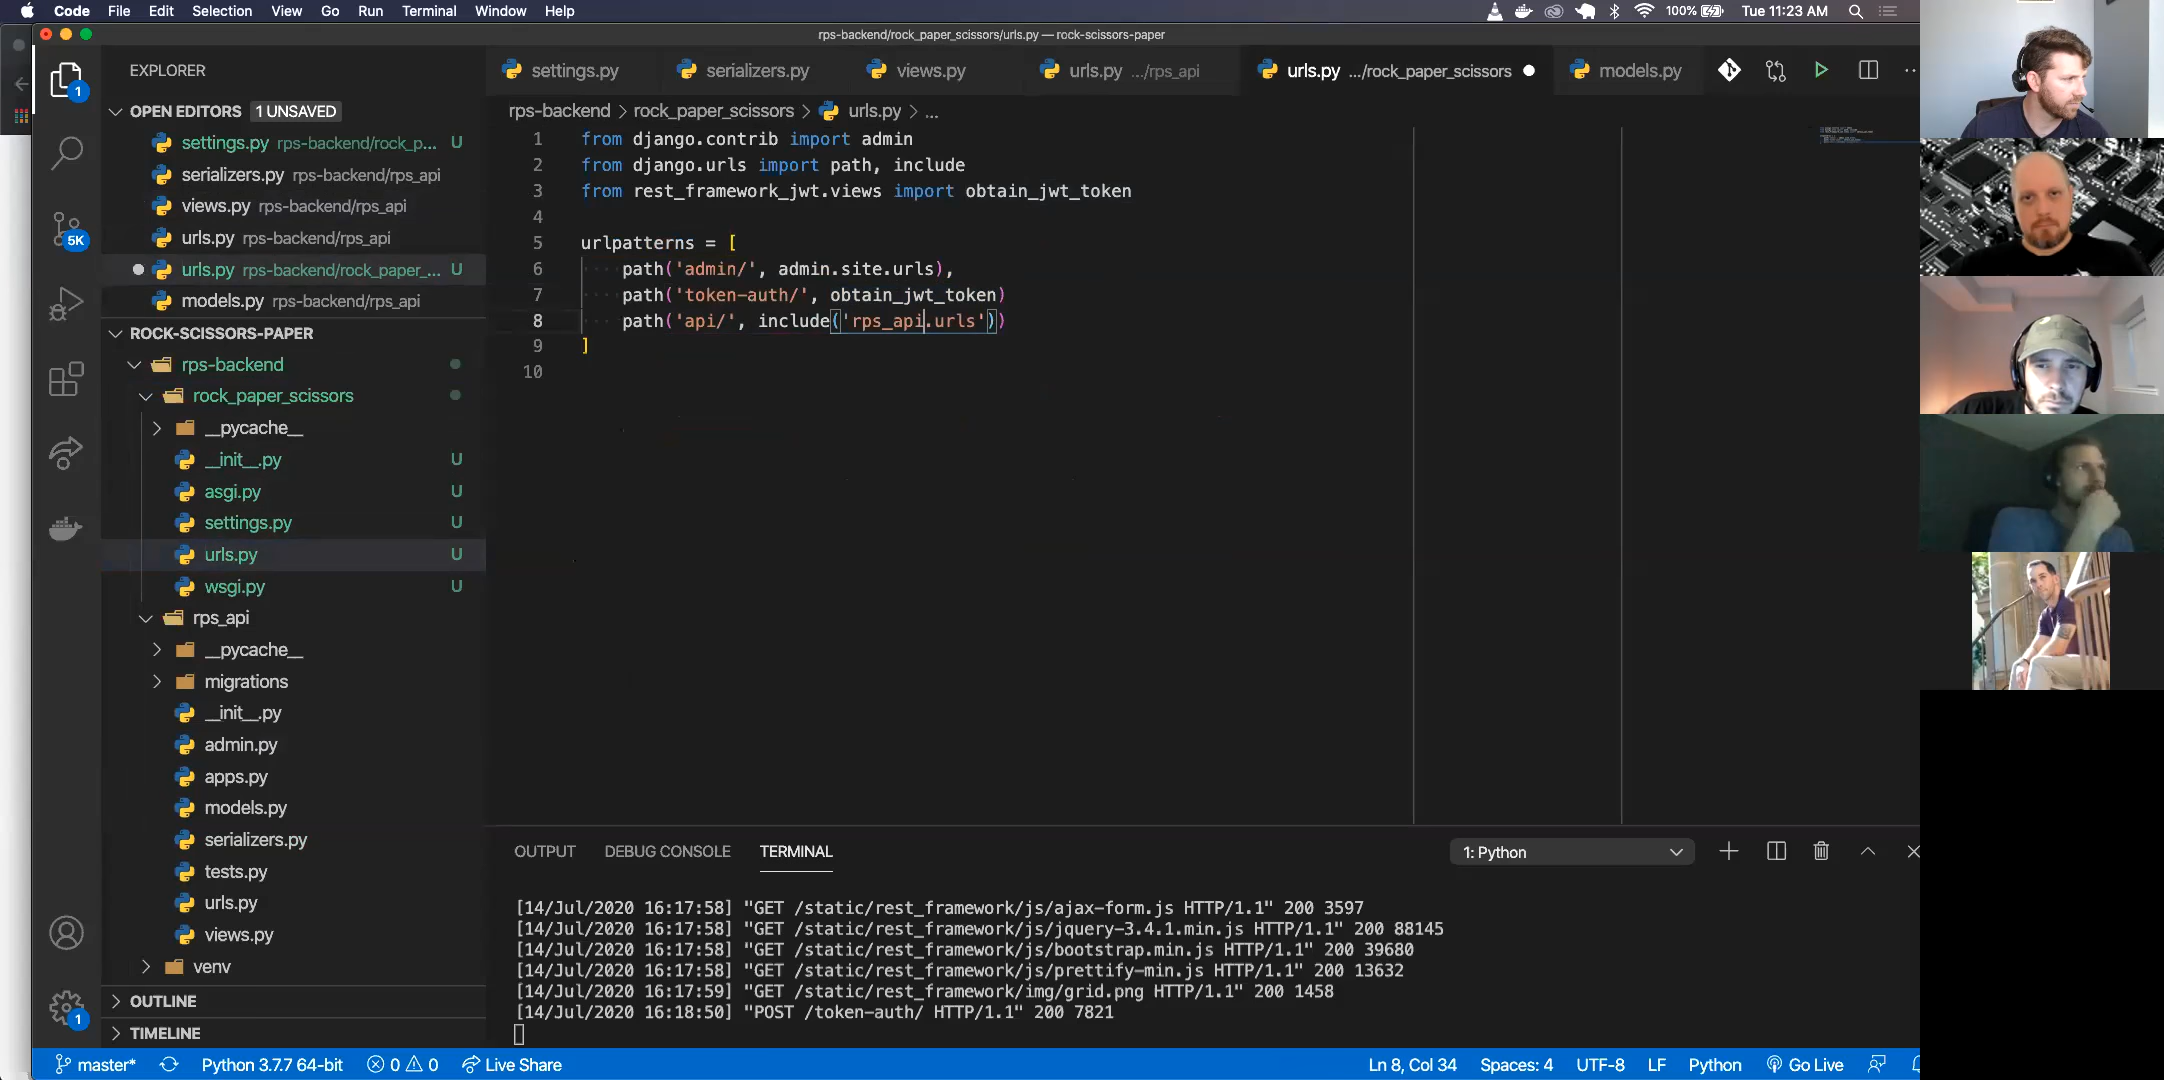 Code File Edit Selection View Go Run Terminal Window Help
100% Tue 11:23 AM
rps-backend/rock_paper_scissors/urls.py — rock-scissors-paper
EXPLORER
1
OPEN EDITORS 1 UNSAVED
settings.py rps-backend/rock_p... U
serializers.py rps-backend/rps_api
views.py rps-backend/rps_api
urls.py rps-backend/rps_api
urls.py rps-backend/rock_paper_... U
models.py rps-backend/rps_api
5K
ROCK-SCISSORS-PAPER
rps-backend
rock_paper_scissors
__pycache__
__init__.py U
asgi.py U
settings.py U
urls.py U
wsgi.py U
rps_api
__pycache__
migrations
__init__.py
admin.py
apps.py
models.py
serializers.py
tests.py
urls.py
views.py
venv
OUTLINE
TIMELINE
1
settings.py serializers.py views.py urls.py .../rps_api urls.py .../rock_paper_scissors models.py
rps-backend > rock_paper_scissors > urls.py > ...
1 from django.contrib import admin
2 from django.urls import path, include
3 from rest_framework_jwt.views import obtain_jwt_token
4
5 urlpatterns = [
6 path('admin/', admin.site.urls),
7 path('token-auth/', obtain_jwt_token)
8 path('api/', include('rps_api.urls'))
9 ]
10
OUTPUT DEBUG CONSOLE TERMINAL 1: Python
[14/Jul/2020 16:17:58] "GET /static/rest_framework/js/ajax-form.js HTTP/1.1" 200 3597
[14/Jul/2020 16:17:58] "GET /static/rest_framework/js/jquery-3.4.1.min.js HTTP/1.1" 200 88145
[14/Jul/2020 16:17:58] "GET /static/rest_framework/js/bootstrap.min.js HTTP/1.1" 200 39680
[14/Jul/2020 16:17:58] "GET /static/rest_framework/js/prettify-min.js HTTP/1.1" 200 13632
[14/Jul/2020 16:17:59] "GET /static/rest_framework/img/grid.png HTTP/1.1" 200 1458
[14/Jul/2020 16:18:50] "POST /token-auth/ HTTP/1.1" 200 7821
master* Python 3.7.7 64-bit 0 0 Live Share Ln 8, Col 34 Spaces: 4 UTF-8 LF Python Go Live